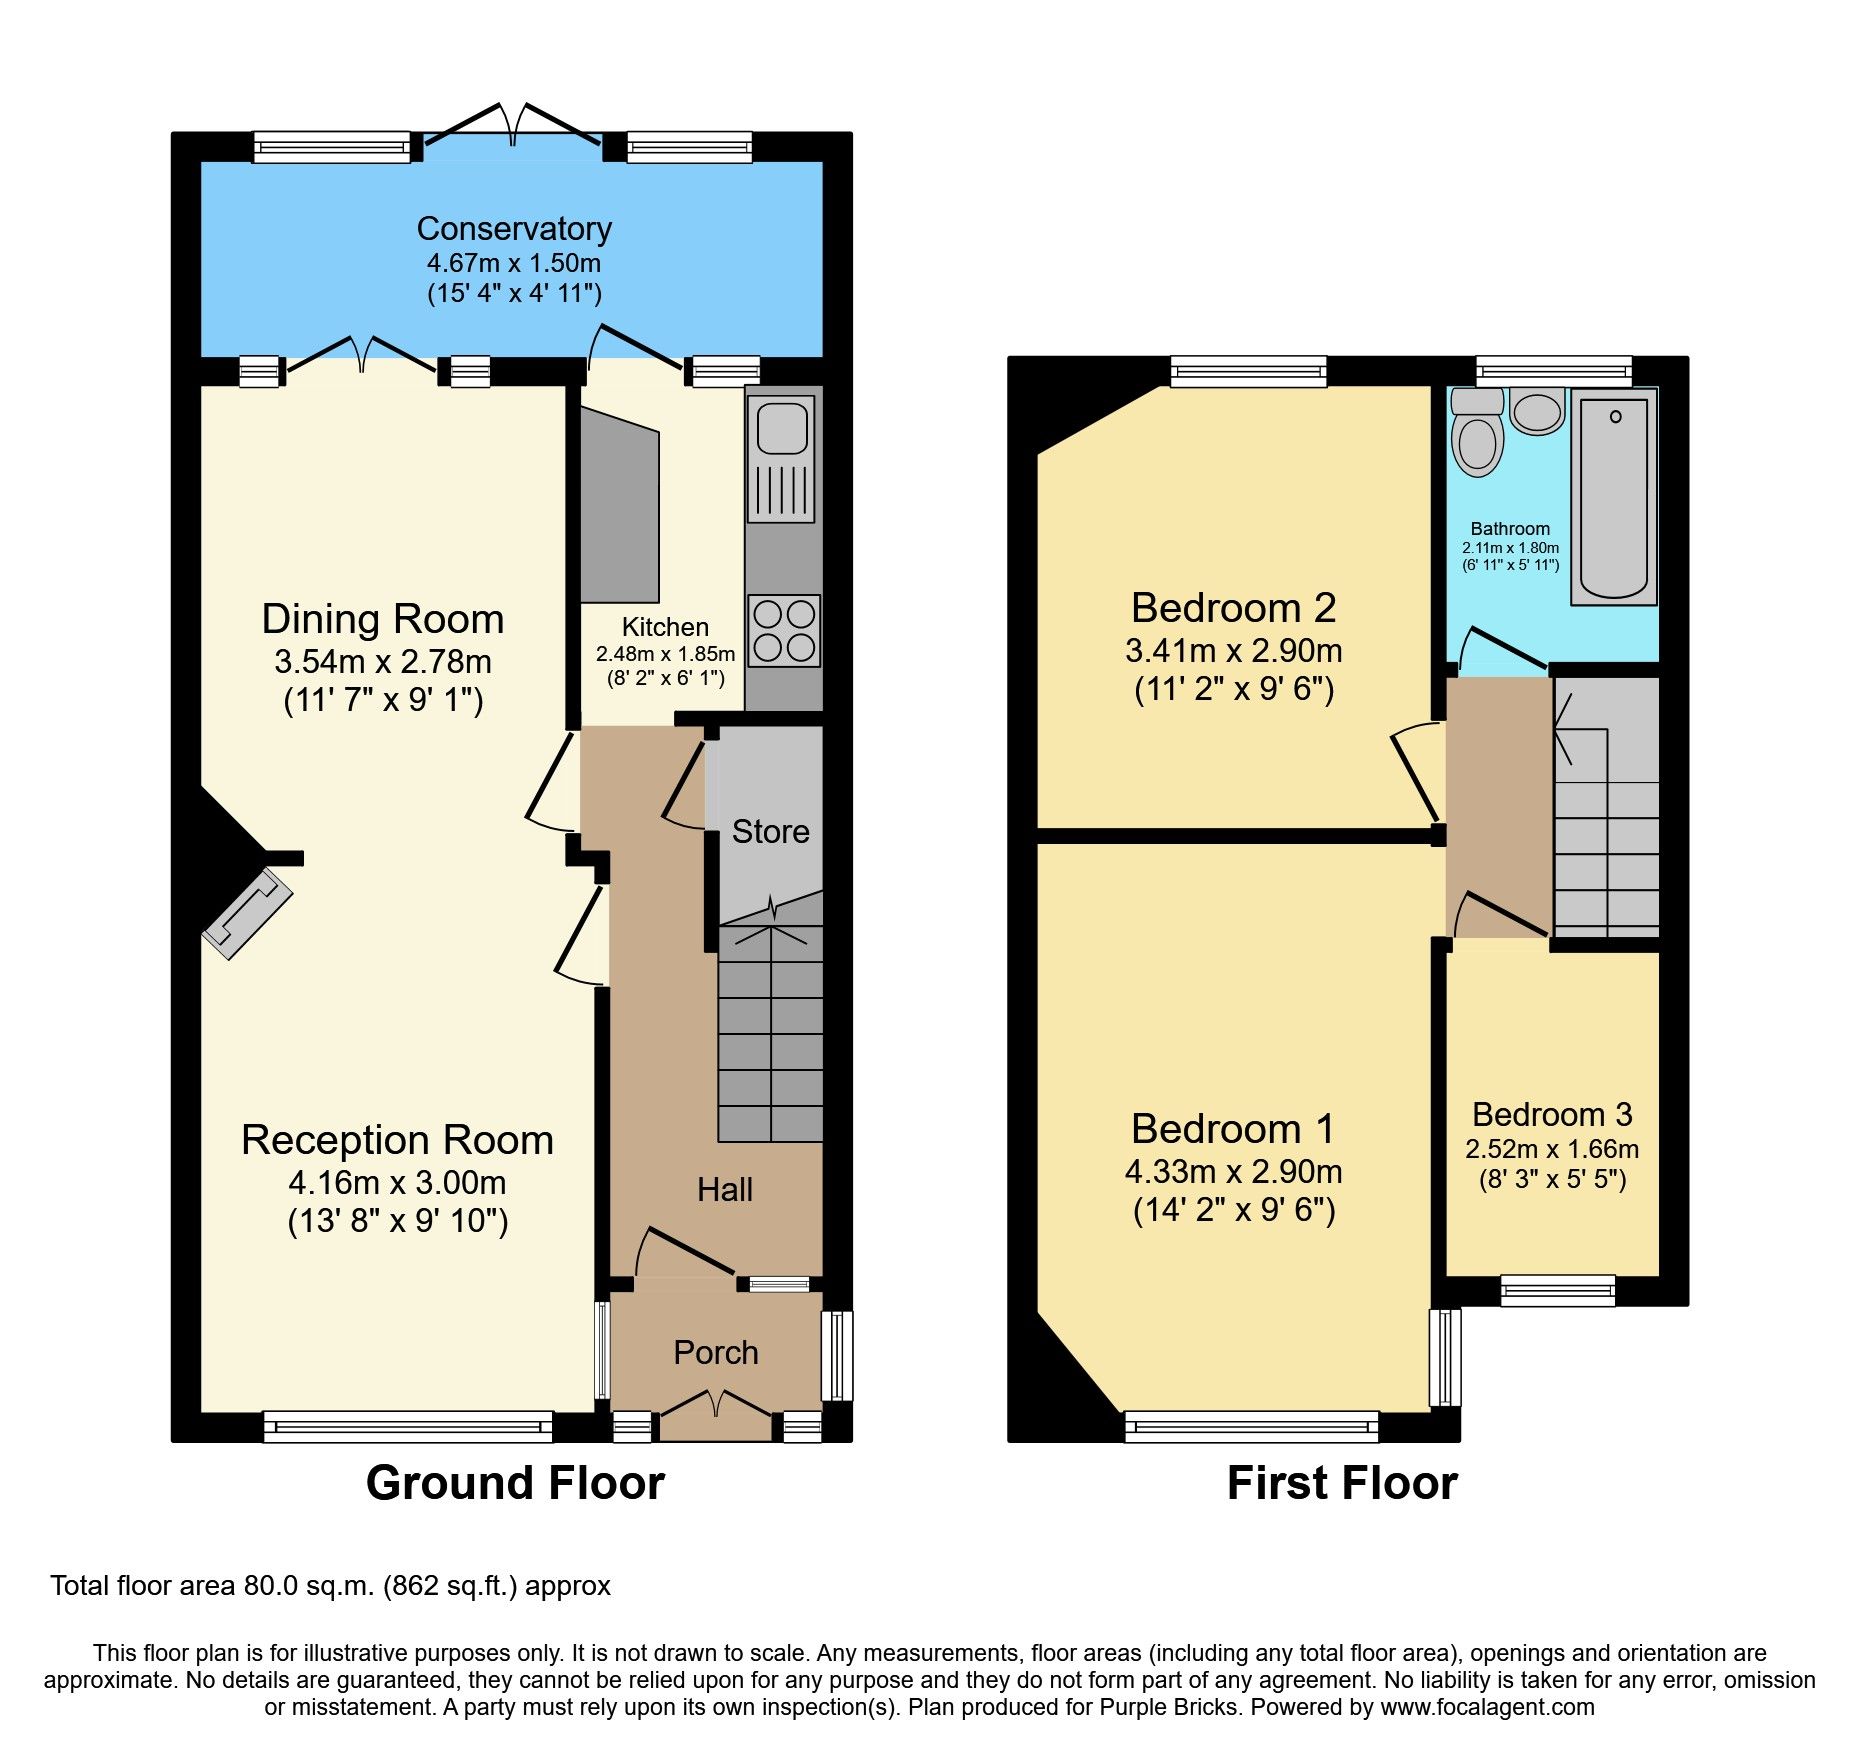 Conservatory
4.67m x 1.50m
(15' 4" x 4' 11")
Dining Room
3.54m x 2.78m
(11' 7" x 9' 1")
Kitchen
2.48m x 1.85m
(8' 2" x 6' 1")
Store
Reception Room
4.16m x 3.00m
(13' 8" x 9' 10")
Hall
Porch
Ground Floor
Bedroom 2
3.41m x 2.90m
(11' 2" x 9' 6")
Bathroom
2.11m x 1.80m
(6' 11" x 5' 11")
Bedroom 1
4.33m x 2.90m
(14' 2" x 9' 6")
Bedroom 3
2.52m x 1.66m
(8' 3" x 5' 5")
First Floor
Total floor area 80.0 sq.m. (862 sq.ft.) approx
This floor plan is for illustrative purposes only. It is not drawn to scale. Any measurements, floor areas (including any total floor area), openings and orientation are
approximate. No details are guaranteed, they cannot be relied upon for any purpose and they do not form part of any agreement. No liability is taken for any error, omission
or misstatement. A party must rely upon its own inspection(s). Plan produced for Purple Bricks. Powered by www.focalagent.com